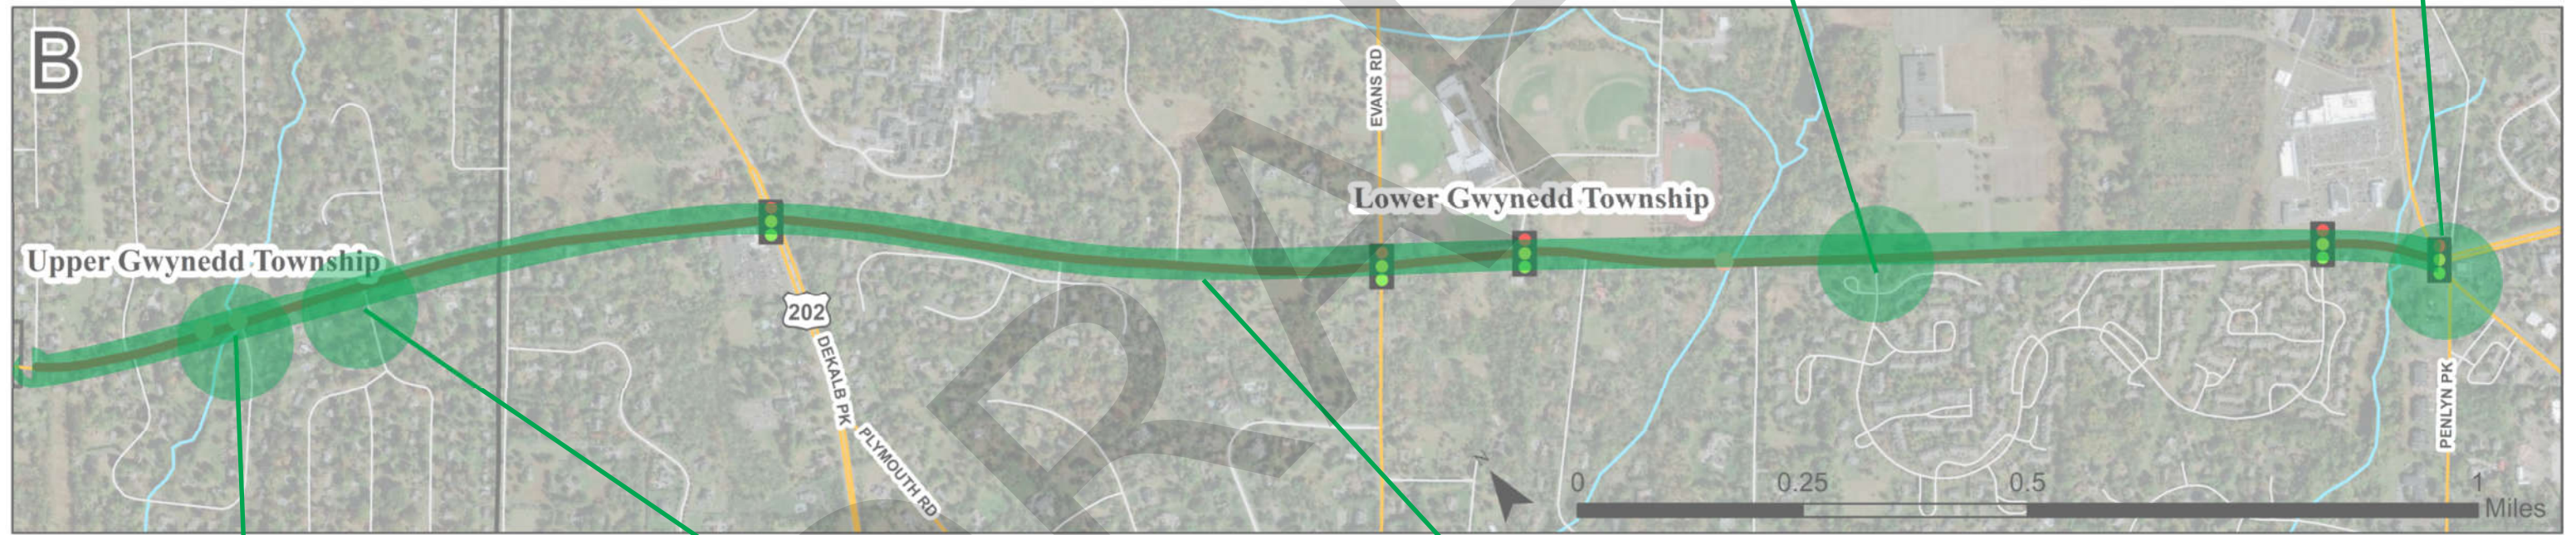 B
EVANS RD
Lower Gwynedd Township
Upper Gwynedd Township
202
DEKALB PK
PLYMOUTH RD
PENLYN PK
N
0 0.25 0.5 1
Miles